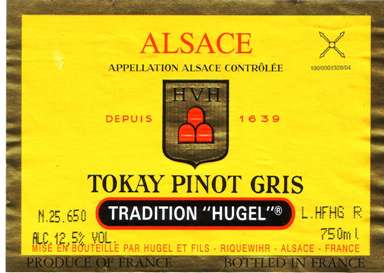 ALSACE
APPELLATION ALSACE CONTRÔLÉE
HVH
DEPUIS 1639
TOKAY PINOT GRIS
N.25.650 TRADITION "HUGEL"® L.HFHG R
ALC 12,5% VOL. 750ml
MISE EN BOUTEILLE PAR HUGEL ET FILS - RIQUEWIHR - ALSACE - FRANCE
PRODUCE OF FRANCE BOTTLED IN FRANCE